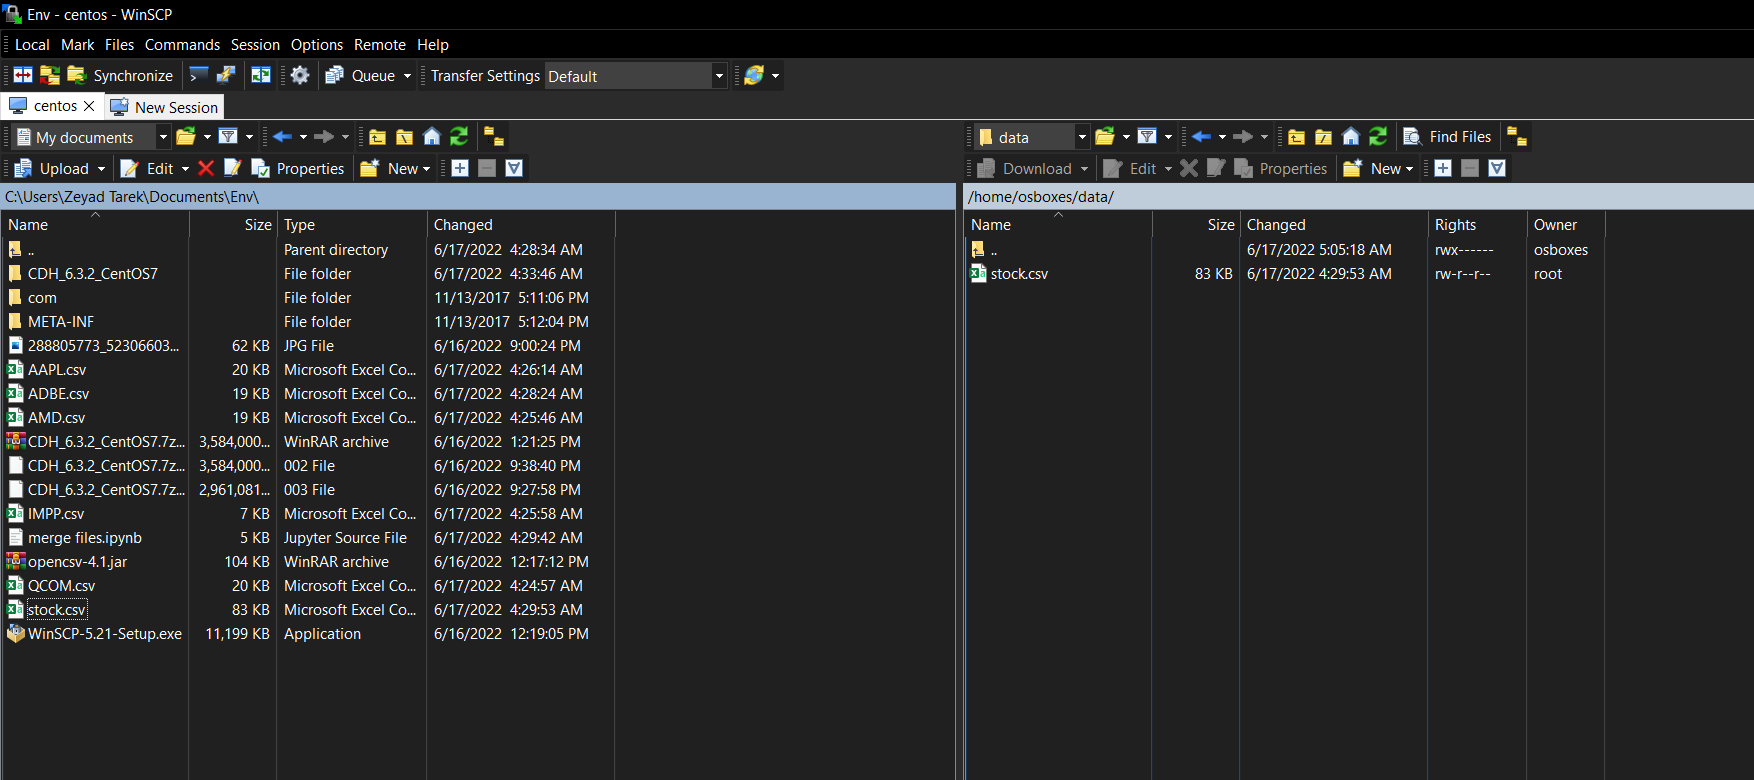 Env - centos - WinSCP
Local Mark Files Commands Session Options Remote Help
Synchronize Queue Transfer Settings Default
centos New Session
My documents
Upload Edit Properties New
C:\Users\Zeyad Tarek\Documents\Env\
Name Size Type Changed
.. Parent directory 6/17/2022 4:28:34 AM
CDH_6.3.2_CentOS7 File folder 6/17/2022 4:33:46 AM
com File folder 11/13/2017 5:11:06 PM
META-INF File folder 11/13/2017 5:12:04 PM
288805773_52306603... 62 KB JPG File 6/16/2022 9:00:24 PM
AAPL.csv 20 KB Microsoft Excel Co... 6/17/2022 4:26:14 AM
ADBE.csv 19 KB Microsoft Excel Co... 6/17/2022 4:28:24 AM
AMD.csv 19 KB Microsoft Excel Co... 6/17/2022 4:25:46 AM
CDH_6.3.2_CentOS7.7z... 3,584,000... WinRAR archive 6/16/2022 1:21:25 PM
CDH_6.3.2_CentOS7.7z... 3,584,000... 002 File 6/16/2022 9:38:40 PM
CDH_6.3.2_CentOS7.7z... 2,961,081... 003 File 6/16/2022 9:27:58 PM
IMPP.csv 7 KB Microsoft Excel Co... 6/17/2022 4:25:58 AM
merge files.ipynb 5 KB Jupyter Source File 6/17/2022 4:29:42 AM
opencsv-4.1.jar 104 KB WinRAR archive 6/16/2022 12:17:12 PM
QCOM.csv 20 KB Microsoft Excel Co... 6/17/2022 4:24:57 AM
stock.csv 83 KB Microsoft Excel Co... 6/17/2022 4:29:53 AM
WinSCP-5.21-Setup.exe 11,199 KB Application 6/16/2022 12:19:05 PM
data Find Files
Download Edit Properties New
/home/osboxes/data/
Name Size Changed Rights Owner
.. 6/17/2022 5:05:18 AM rwx------ osboxes
stock.csv 83 KB 6/17/2022 4:29:53 AM rw-r--r-- root